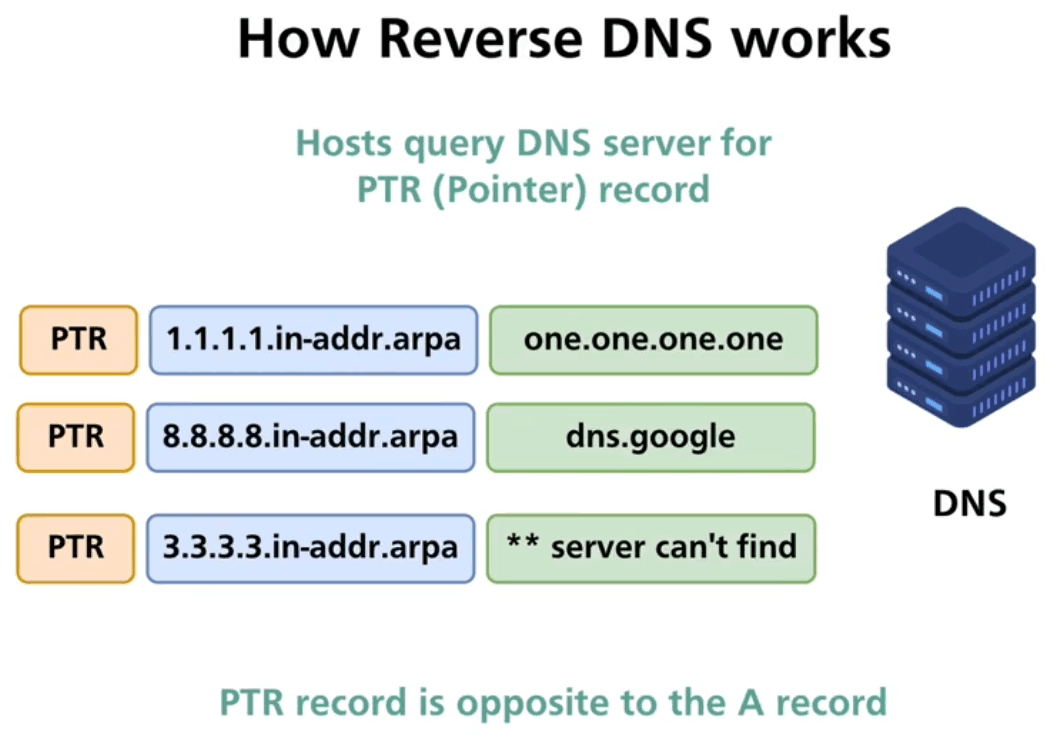 How Reverse DNS works
Hosts query DNS server for
PTR (Pointer) record
PTR 1.1.1.1.in-addr.arpa one.one.one.one
PTR 8.8.8.8.in-addr.arpa dns.google
DNS
PTR 3.3.3.3.in-addr.arpa ** server can't find
PTR record is opposite to the A record